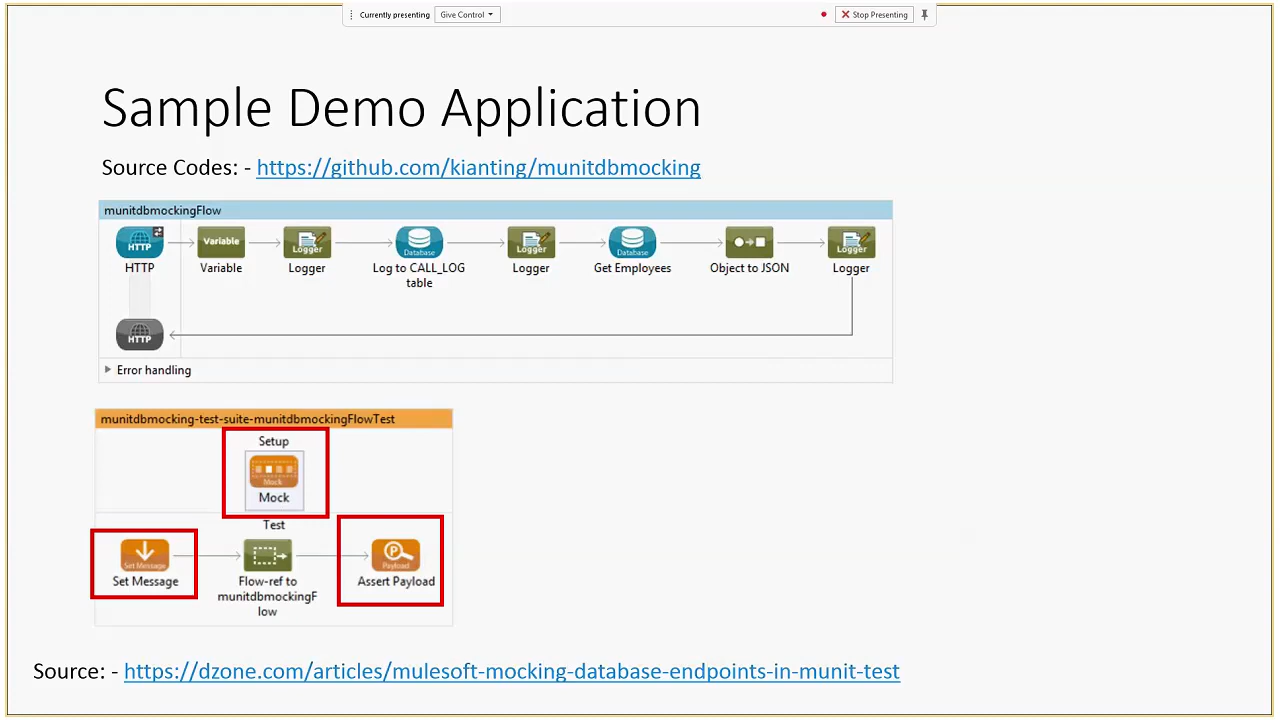 Currently presenting Give Control Stop Presenting
Sample Demo Application
Source Codes: - https://github.com/kianting/munitdbmocking
munitdbmockingFlow
HTTP Variable Logger Database Logger Database Logger
HTTP Variable Logger Log to CALL_LOG Logger Get Employees Object to JSON Logger
table
HTTP
Error handling
munitdbmocking-test-suite-munitdbmockingFlowTest
Setup
Mock
Mock
Test
Set Message Payload
Set Message Flow-ref to Assert Payload
munitdbmockingF
low
Source: - https://dzone.com/articles/mulesoft-mocking-database-endpoints-in-munit-test